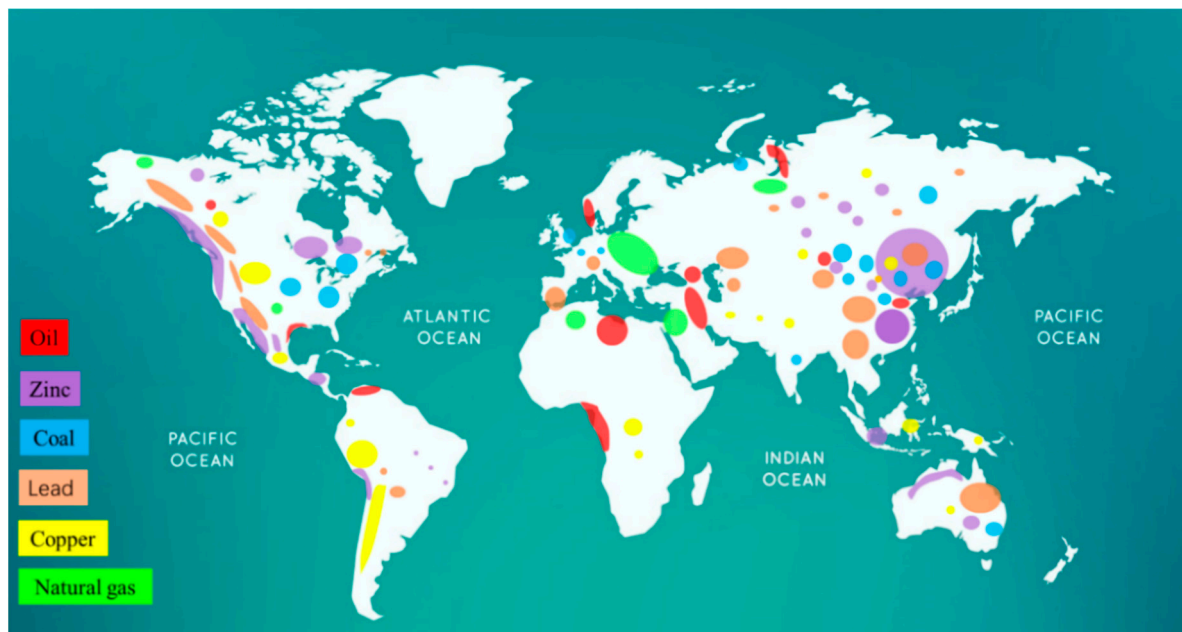 ATLANTIC
OCEAN
PACIFIC
OCEAN
Oil
Zinc
Coal
PACIFIC
OCEAN
INDIAN
OCEAN
Lead
Copper
Natural gas